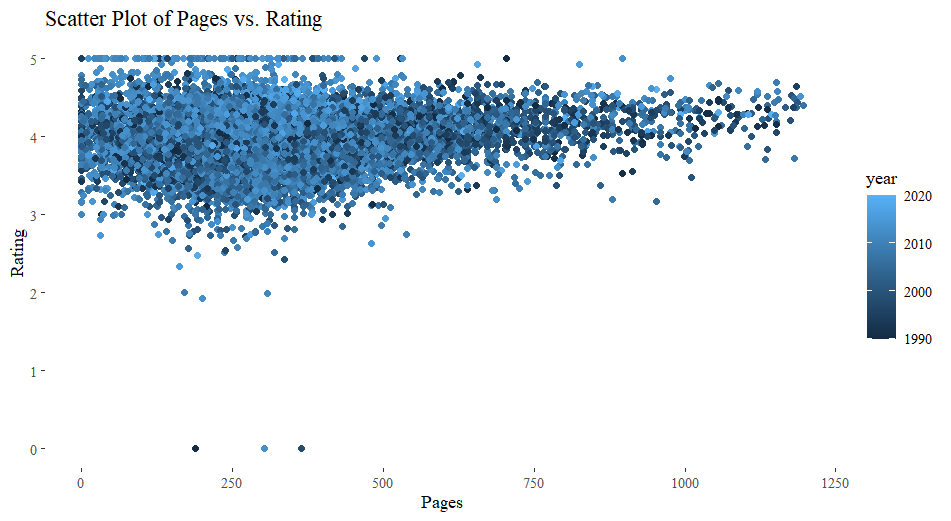 Scatter Plot of Pages vs. Rating
5
4
3
2
1
0
Rating
0 250 500 750 1000 1250
Pages
year
2020
2010
2000
1990